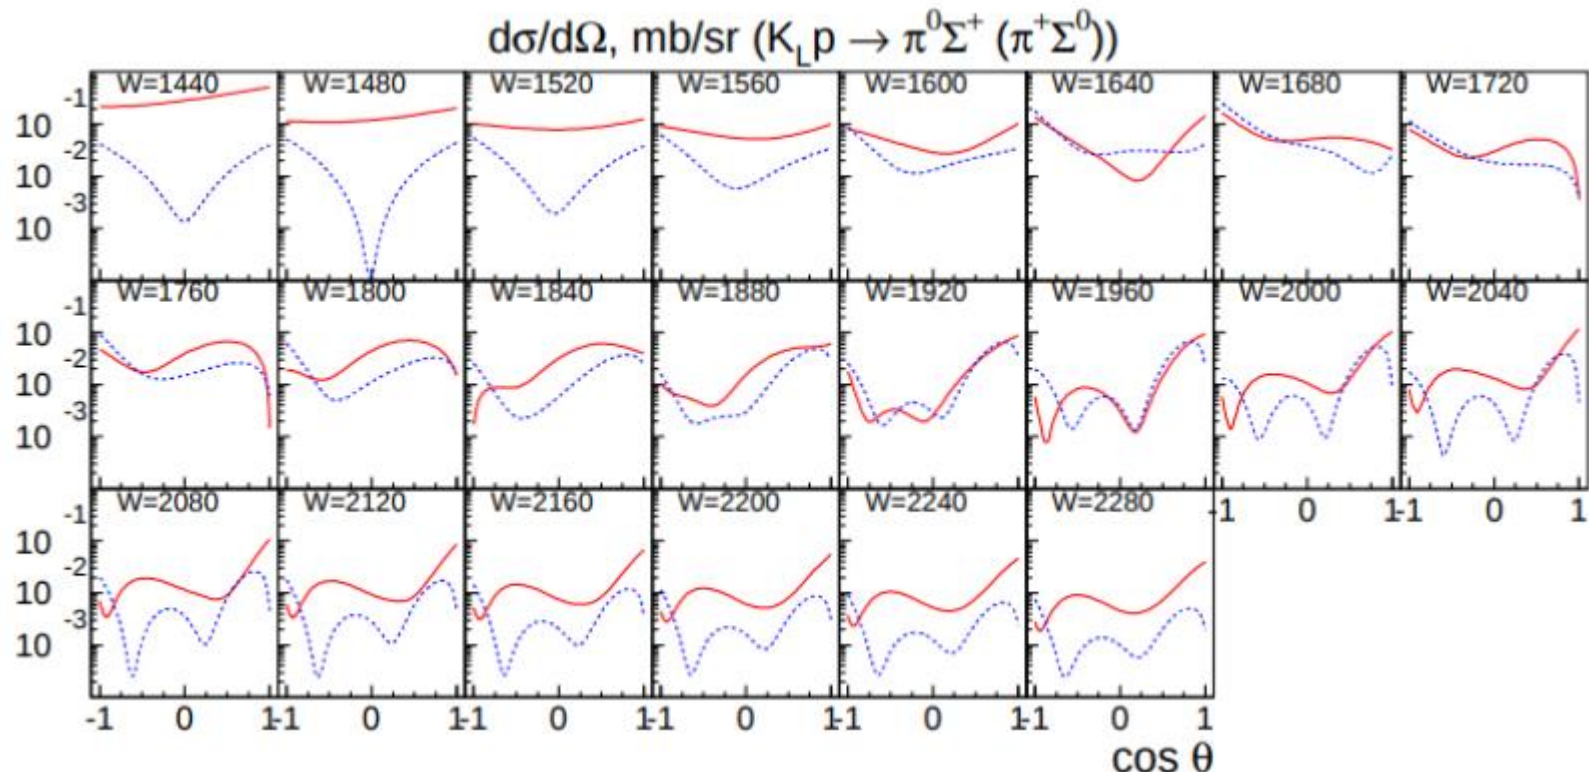 dσ/dΩ, mb/sr (K_L p → π⁰Σ⁺ (π⁺Σ⁰))
W=1440 W=1480 W=1520 W=1560 W=1600 W=1640 W=1680 W=1720
10⁻¹
10⁻²
10⁻³
W=1760 W=1800 W=1840 W=1880 W=1920 W=1960 W=2000 W=2040
10⁻¹
10⁻²
10⁻³
W=2080 W=2120 W=2160 W=2200 W=2240 W=2280
-1 0 1 -1 0 1
10⁻¹
10⁻²
10⁻³
-1 0 1 -1 0 1 -1 0 1 -1 0 1 -1 0 1 -1 0 1
cos θ